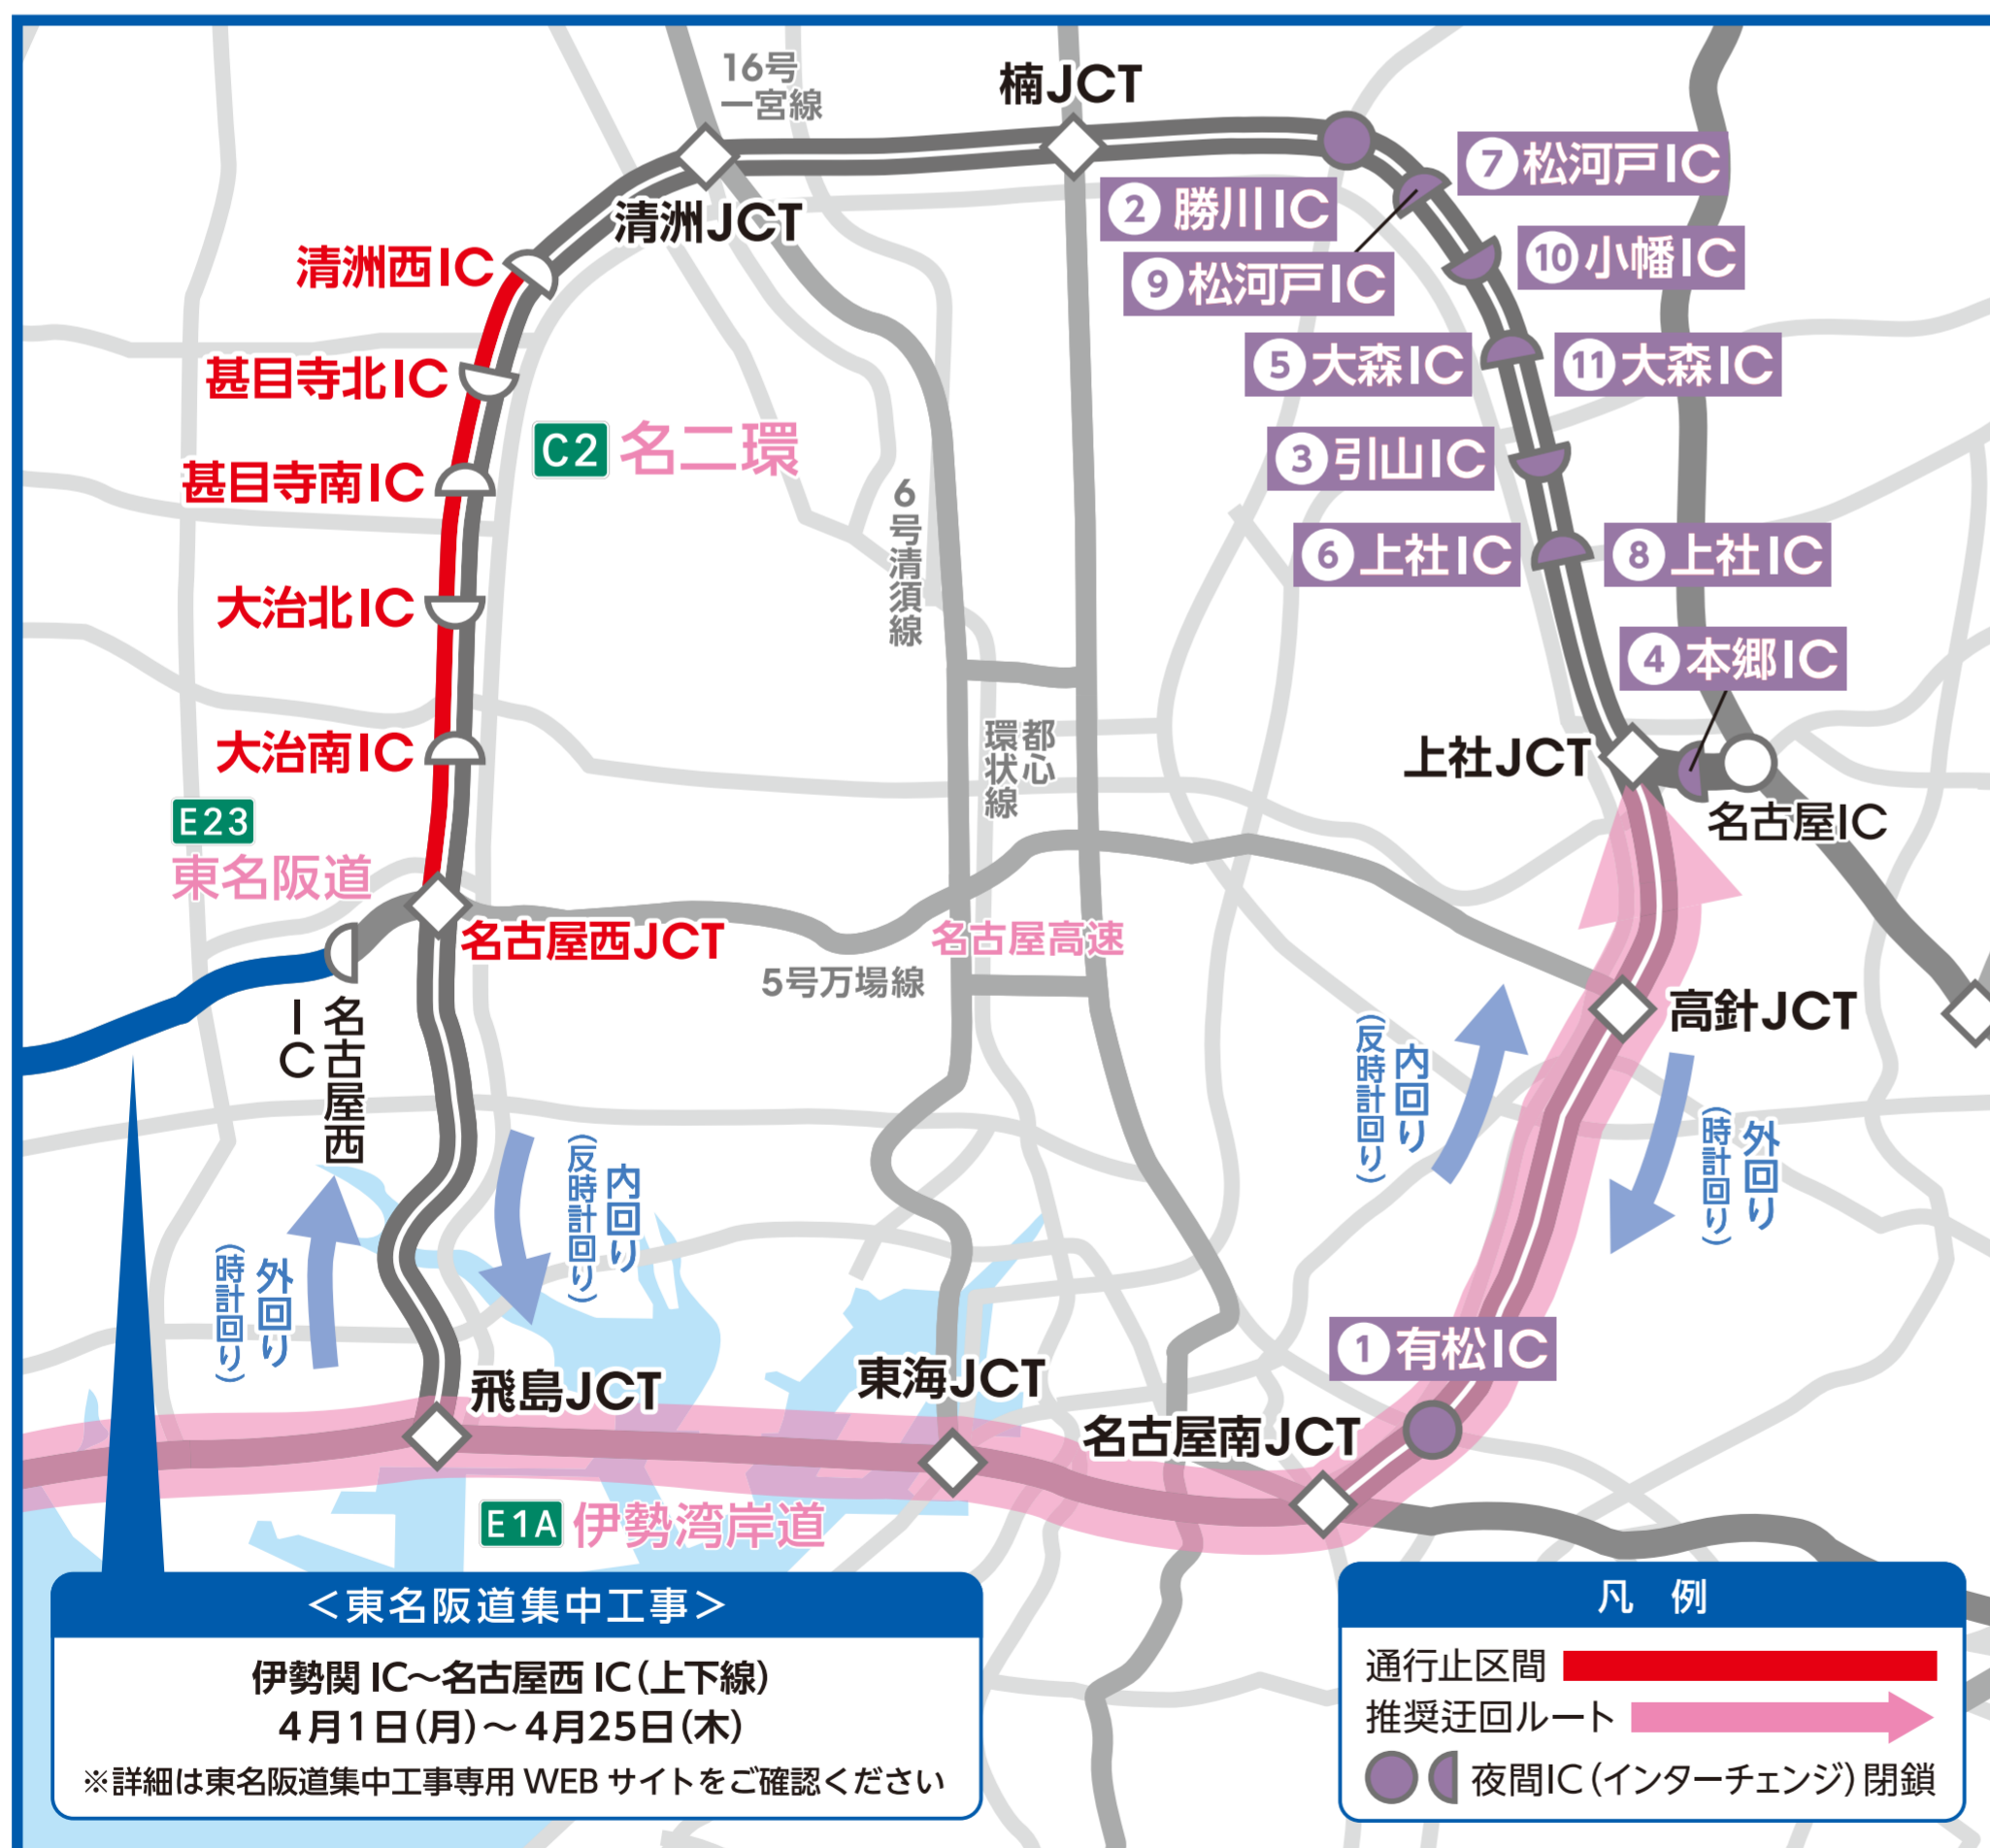 16号
一宮線
楠JCT
⑦松河戸IC
②勝川IC
清洲JCT
⑩小幡IC
清洲西IC
⑨松河戸IC
甚目寺北IC
⑤大森IC
⑪大森IC
C2 名二環
③引山IC
甚目寺南IC
6号清須線
⑥上社IC
⑧上社IC
大治北IC
④本郷IC
都心
環状線
大治南IC
上社JCT
名古屋IC
E23
東名阪道
名古屋西JCT
名古屋高速
5号万場線
高針JCT
名古屋西
IC
内回り
(反時計回り)
外回り
(時計回り)
内回り
(反時計回り)
外回り
(時計回り)
①有松IC
飛島JCT
東海JCT
名古屋南JCT
E1A 伊勢湾岸道
＜東名阪道集中工事＞
伊勢関 IC～名古屋西 IC(上下線)
4月1日(月)～4月25日(木)
※詳細は東名阪道集中工事専用 WEB サイトをご確認ください
凡 例
通行止区間
推奨迂回ルート
夜間IC(インターチェンジ)閉鎖